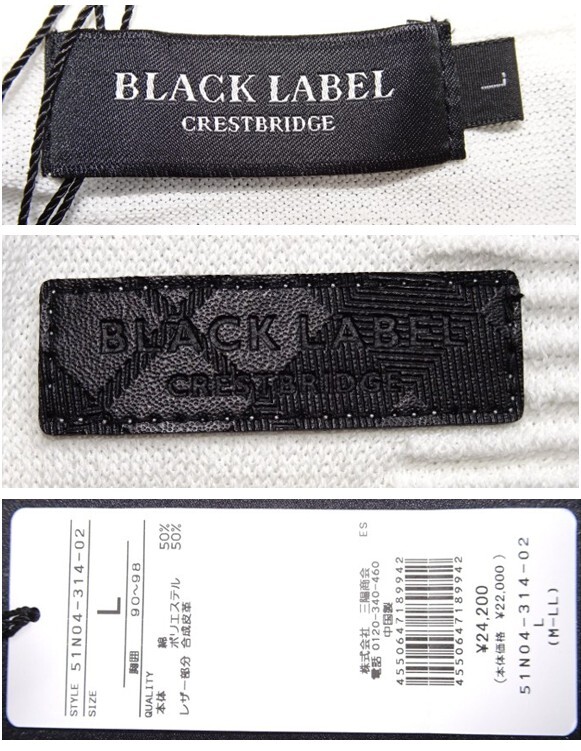 BLACK LABEL
CRESTBRIDGE
L
BLACK LABEL
CRESTBRIDGE
STYLE 51N04-314-02
SIZE
L
胸囲 90~98
QUALITY
本体 綿 50%
ポリエステル 50%
レザー部分 合成皮革
ES
株式会社 三陽商会
電話 0120-340-460
中国製
4550647189942
4550647189942
¥24,200
(本体価格 ¥22,000)
51N04-314-02
L
(M-LL)